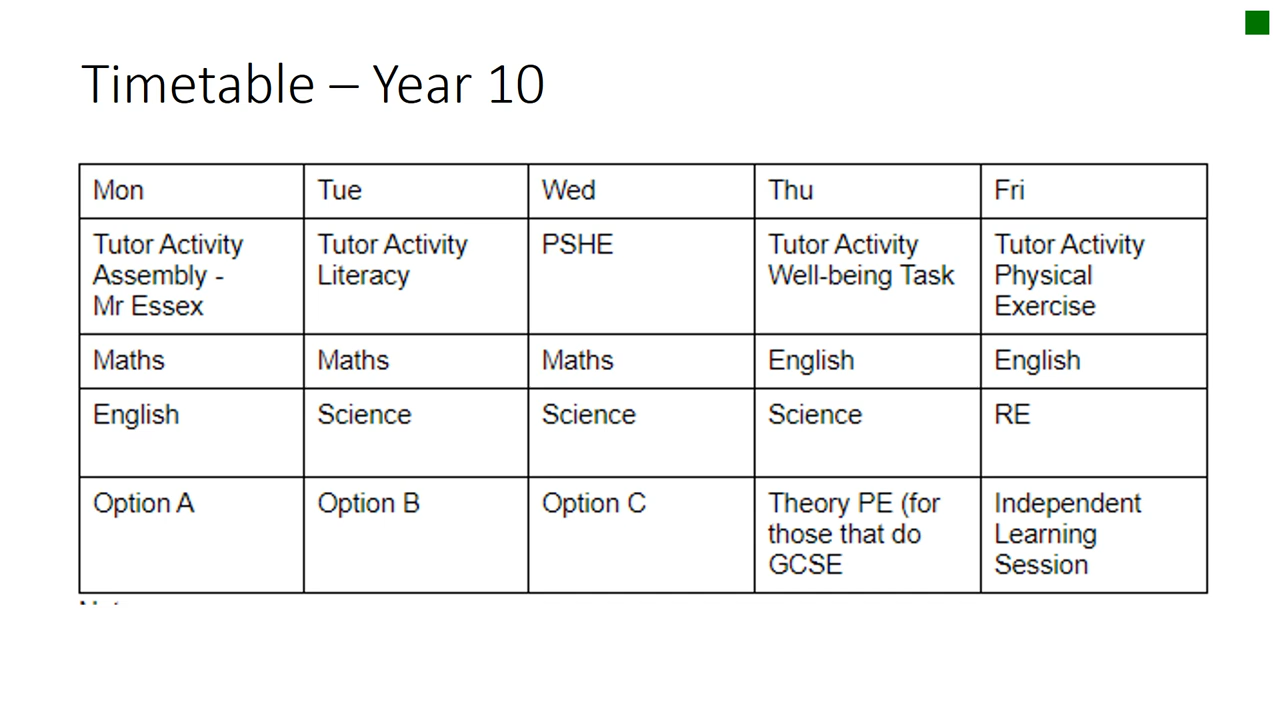 Timetable – Year 10
Mon Tue Wed Thu Fri
Tutor Activity Tutor Activity PSHE Tutor Activity Tutor Activity
Assembly - Literacy Well-being Task Physical
Mr Essex Exercise
Maths Maths Maths English English
English Science Science Science RE
Option A Option B Option C Theory PE (for Independent
those that do Learning
GCSE Session